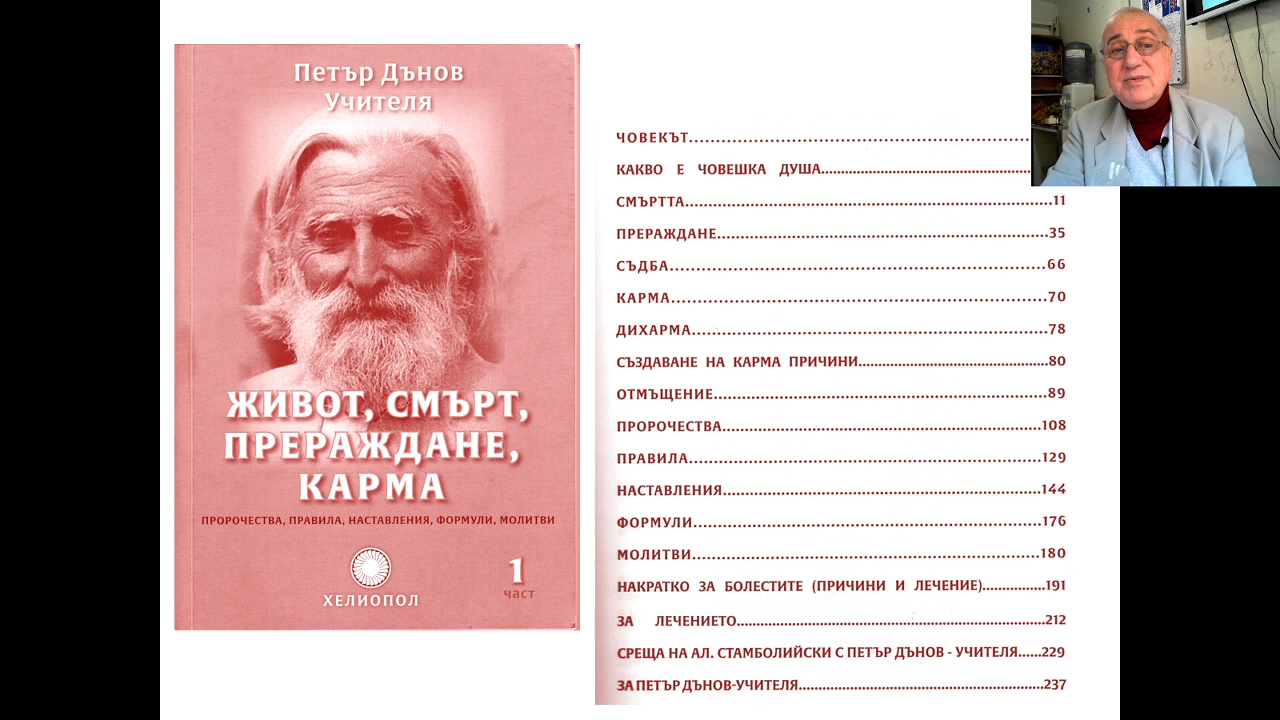 Петър Дънов
Учителя
ЖИВОТ, СМЪРТ,
ПРЕРАЖДАНЕ,
КАРМА
ПРОРОЧЕСТВА, ПРАВИЛА, НАСТАВЛЕНИЯ, ФОРМУЛИ, МОЛИТВИ
1
част
ХЕЛИОПОЛ
ЧОВЕКЪТ
КАКВО Е ЧОВЕШКА ДУША
СМЪРТТА 11
ПРЕРАЖДАНЕ 35
СЪДБА 66
КАРМА 70
ДИХАРМА 78
СЪЗДАВАНЕ НА КАРМА ПРИЧИНИ 80
ОТМЪЩЕНИЕ 89
ПРОРОЧЕСТВА 108
ПРАВИЛА 129
НАСТАВЛЕНИЯ 144
ФОРМУЛИ 176
МОЛИТВИ 180
НАКРАТКО ЗА БОЛЕСТИТЕ (ПРИЧИНИ И ЛЕЧЕНИЕ) 191
ЗА ЛЕЧЕНИЕТО 212
СРЕЩА НА АЛ. СТАМБОЛИЙСКИ С ПЕТЪР ДЪНОВ - УЧИТЕЛЯ 229
ЗА ПЕТЪР ДЪНОВ-УЧИТЕЛЯ 237